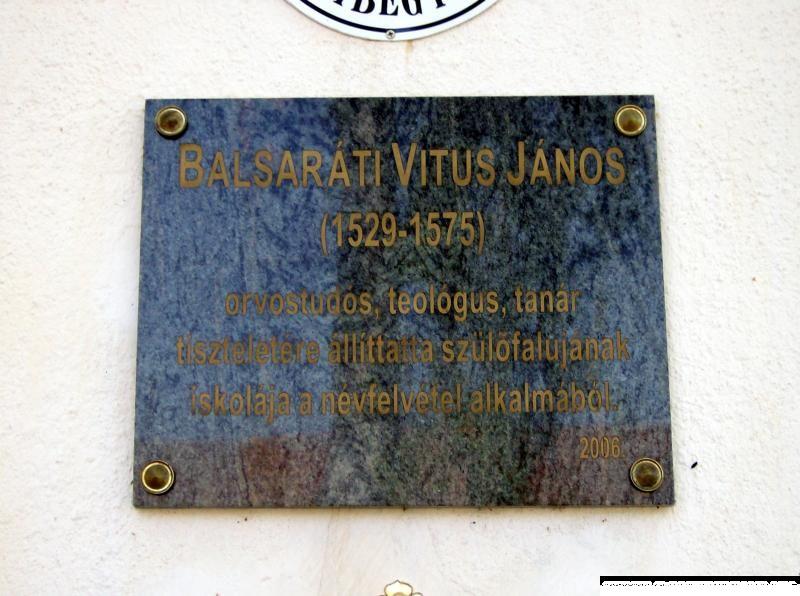 BALSARÁTI VITUS JÁNOS
(1529-1575)
orvostudós, teológus, tanár
tiszteletére állíttatta szülőfalujának
iskolája a névfelvétel alkalmából.
2006.